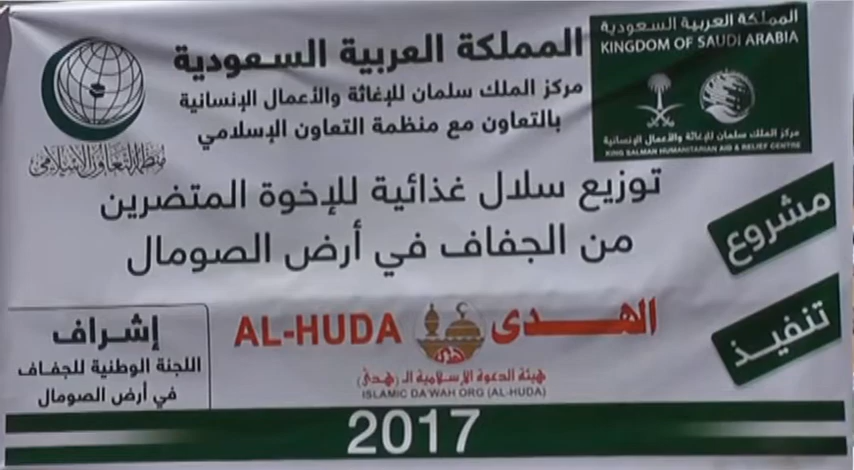 المملكة العربية السعودية
KINGDOM OF SAUDI ARABIA
مركز الملك سلمان للإغاثة والأعمال الإنسانية
KING SALMAN HUMANITARIAN AID & RELIEF CENTRE
المملكة العربية السعودية
مركز الملك سلمان للإغاثة والأعمال الإنسانية
بالتعاون مع منظمة التعاون الإسلامي
منظمة التعاون الإسلامي
مشروع
توزيع سلال غذائية للإخوة المتضررين
من الجفاف في أرض الصومال
تنفيذ
الهدى
AL-HUDA
هدى
هيئة الدعوة الإسلامية الـ (هدى)
ISLAMIC DA'WAH ORG (AL-HUDA)
إشراف
اللجنة الوطنية للجفاف
في أرض الصومال
2017